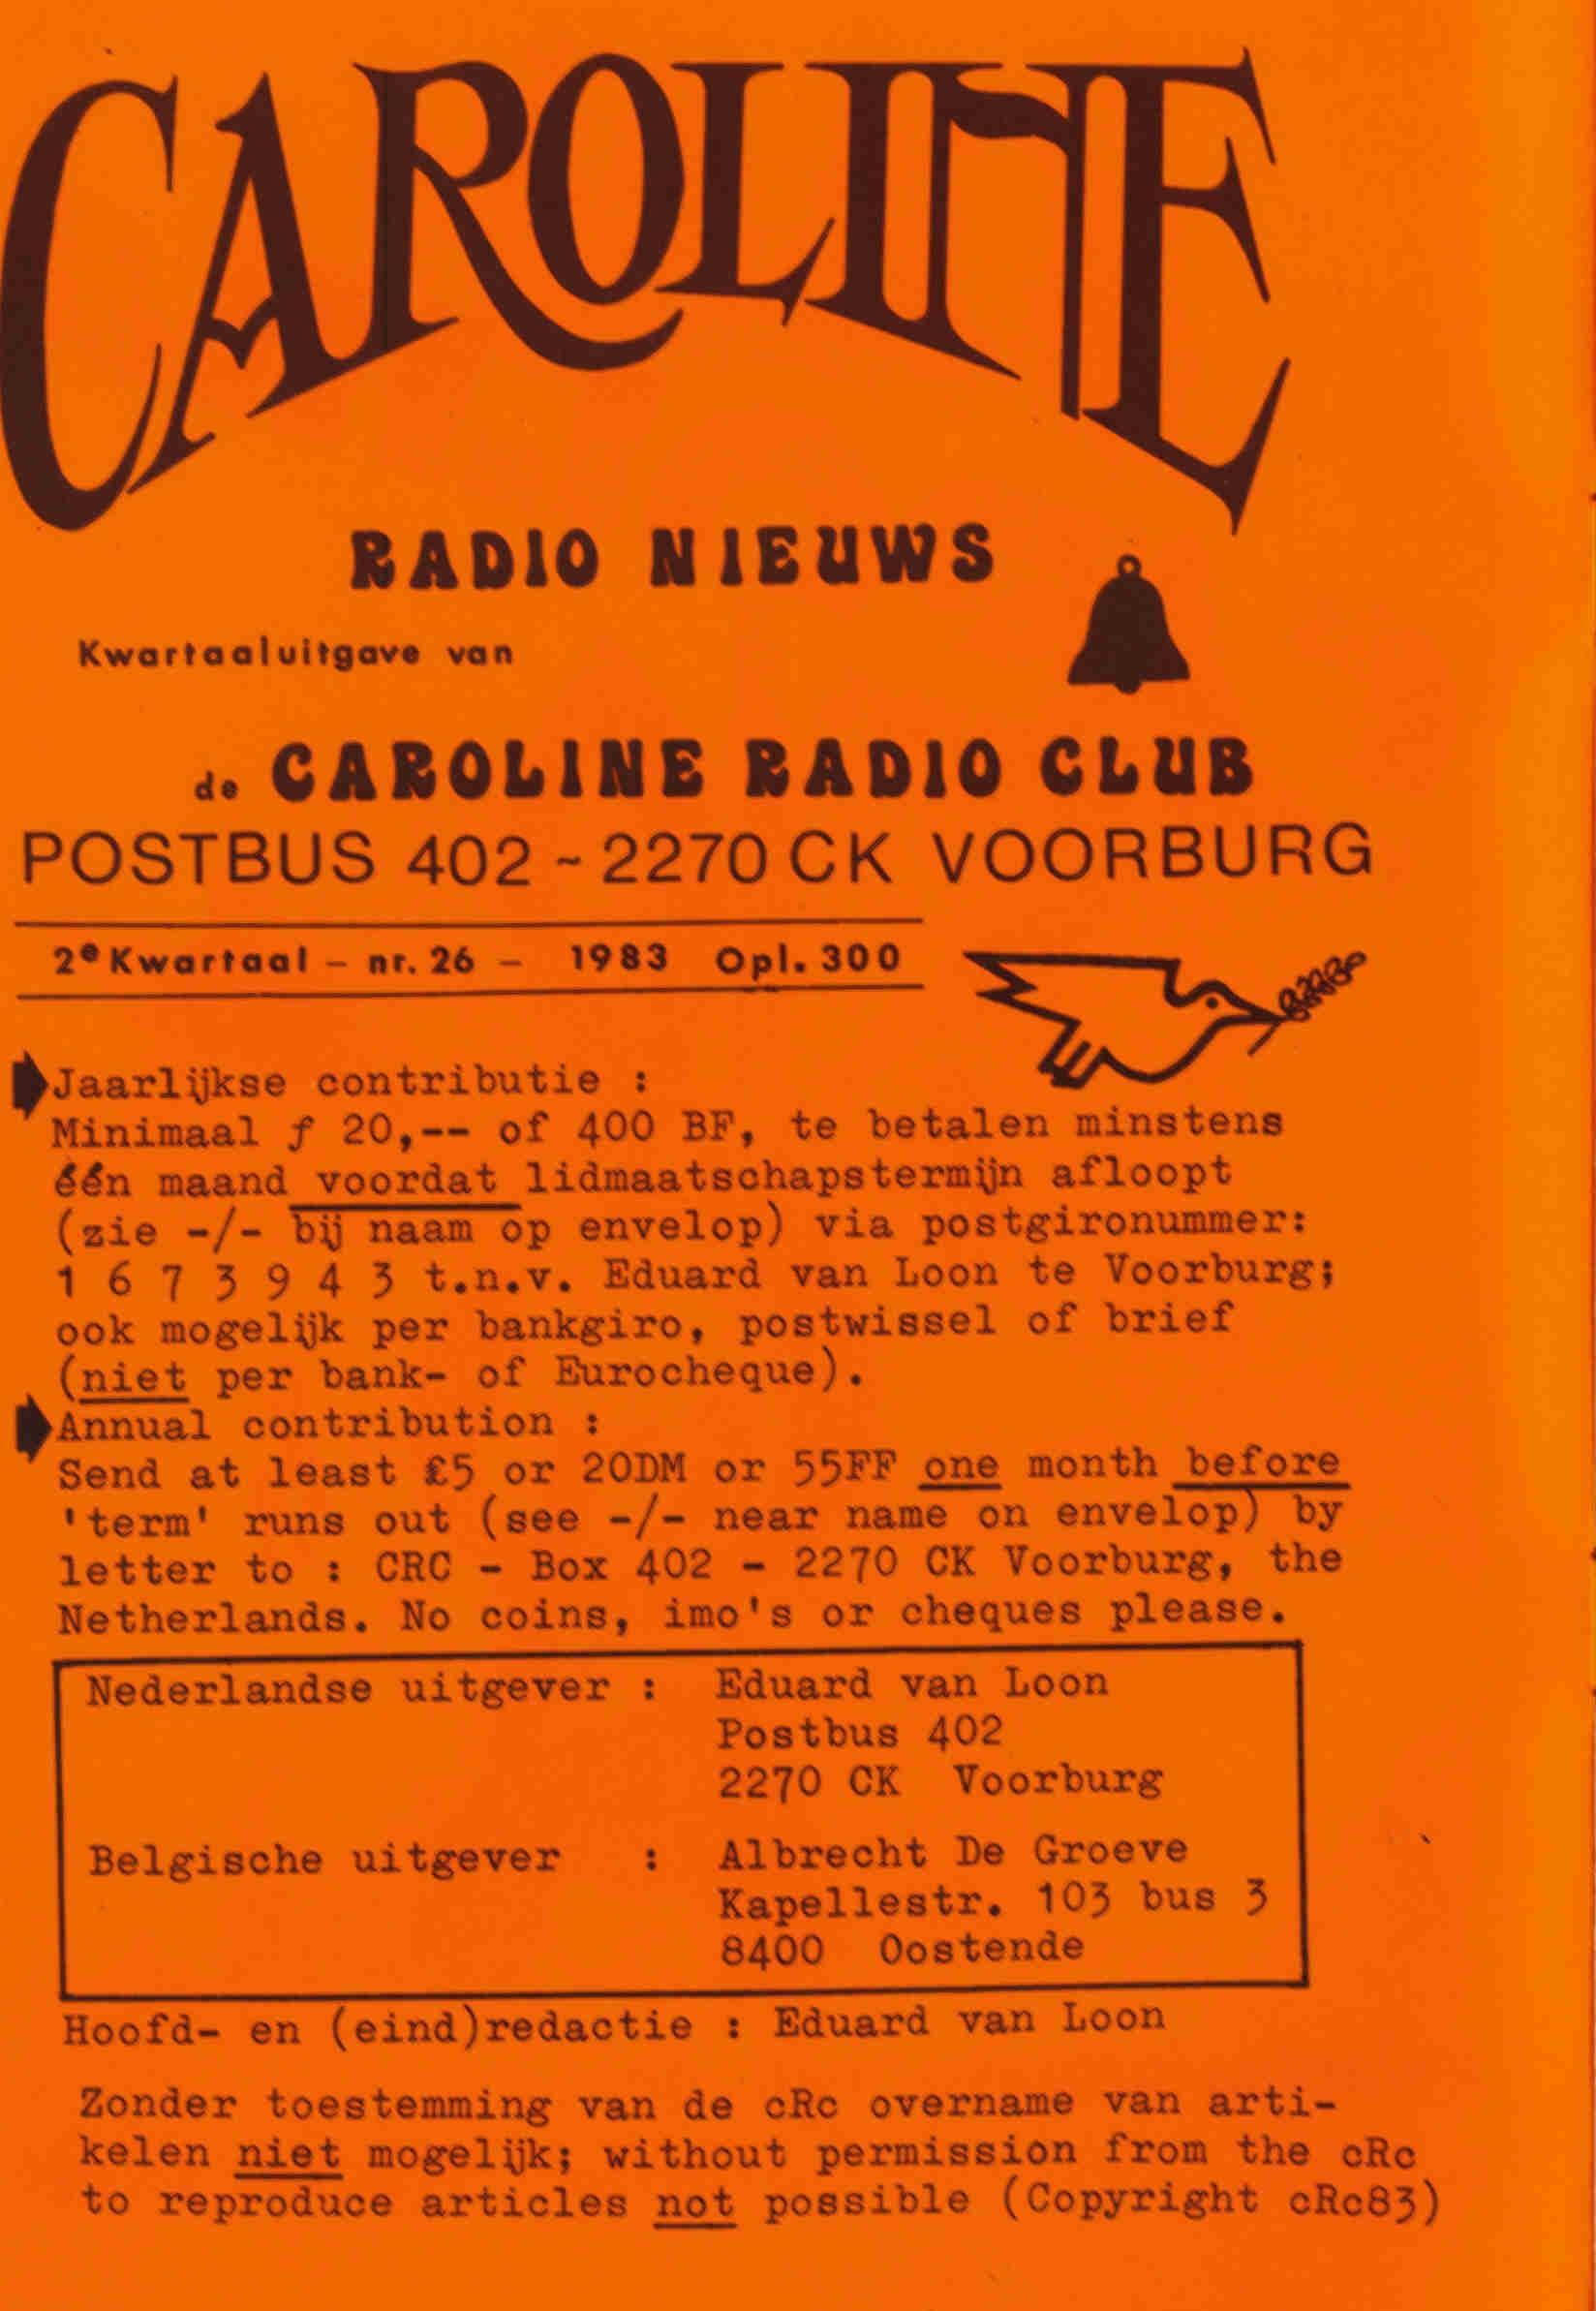 CAROLINE
RADIO NIEUWS
Kwartaaluitgave van
de CAROLINE RADIO CLUB
POSTBUS 402 ~ 2270 CK VOORBURG
2e Kwartaal – nr. 26 – 1983 Opl. 300
Jaarlijkse contributie :
Minimaal ƒ 20,-- of 400 BF, te betalen minstens
één maand voordat lidmaatschapstermijn afloopt
(zie -/- bij naam op envelop) via postgironummer:
1 6 7 3 9 4 3 t.n.v. Eduard van Loon te Voorburg;
ook mogelijk per bankgiro, postwissel of brief
(niet per bank- of Eurocheque).
Annual contribution :
Send at least £5 or 20DM or 55FF one month before
'term' runs out (see -/- near name on envelop) by
letter to : CRC - Box 402 - 2270 CK Voorburg, the
Netherlands. No coins, imo's or cheques please.
Nederlandse uitgever : Eduard van Loon
Postbus 402
2270 CK Voorburg
Belgische uitgever : Albrecht De Groeve
Kapellestr. 103 bus 3
8400 Oostende
Hoofd- en (eind)redactie : Eduard van Loon
Zonder toestemming van de cRc overname van arti-
kelen niet mogelijk; without permission from the cRc
to reproduce articles not possible (Copyright cRc83)